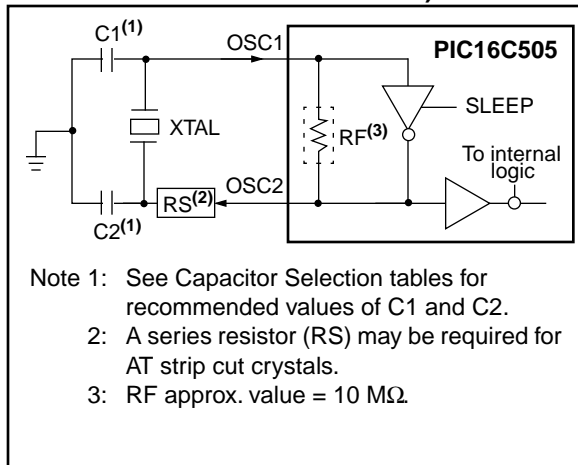 C1(1)
OSC1
PIC16C505
SLEEP
XTAL
RF(3)
To internal
logic
OSC2
RS(2)
C2(1)
Note 1: See Capacitor Selection tables for
recommended values of C1 and C2.
2: A series resistor (RS) may be required for
AT strip cut crystals.
3: RF approx. value = 10 MΩ.